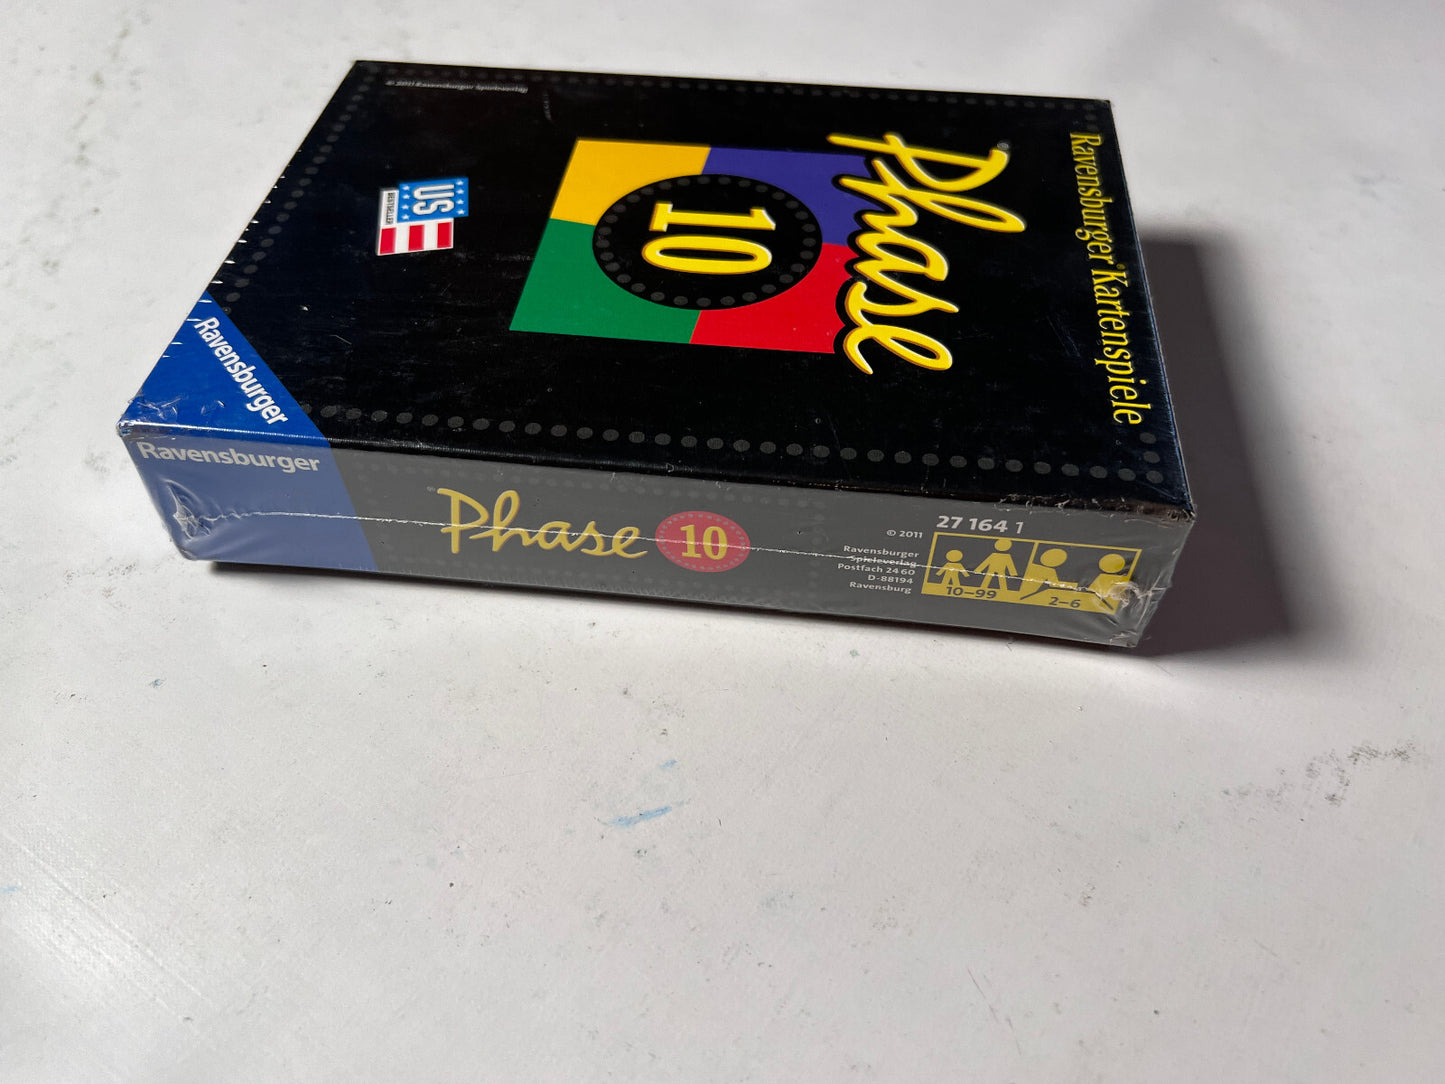 Ravensburger Kartenspiele
Phase®
10
US
BESTSELLER
© 2011 Ravensburger Spieleverlag
Ravensburger
Ravensburger
Phase 10
© 2011
Ravensburger
Spieleverlag
Postfach 24 60
D-88194
Ravensburg
27 164 1
10–99
2–6